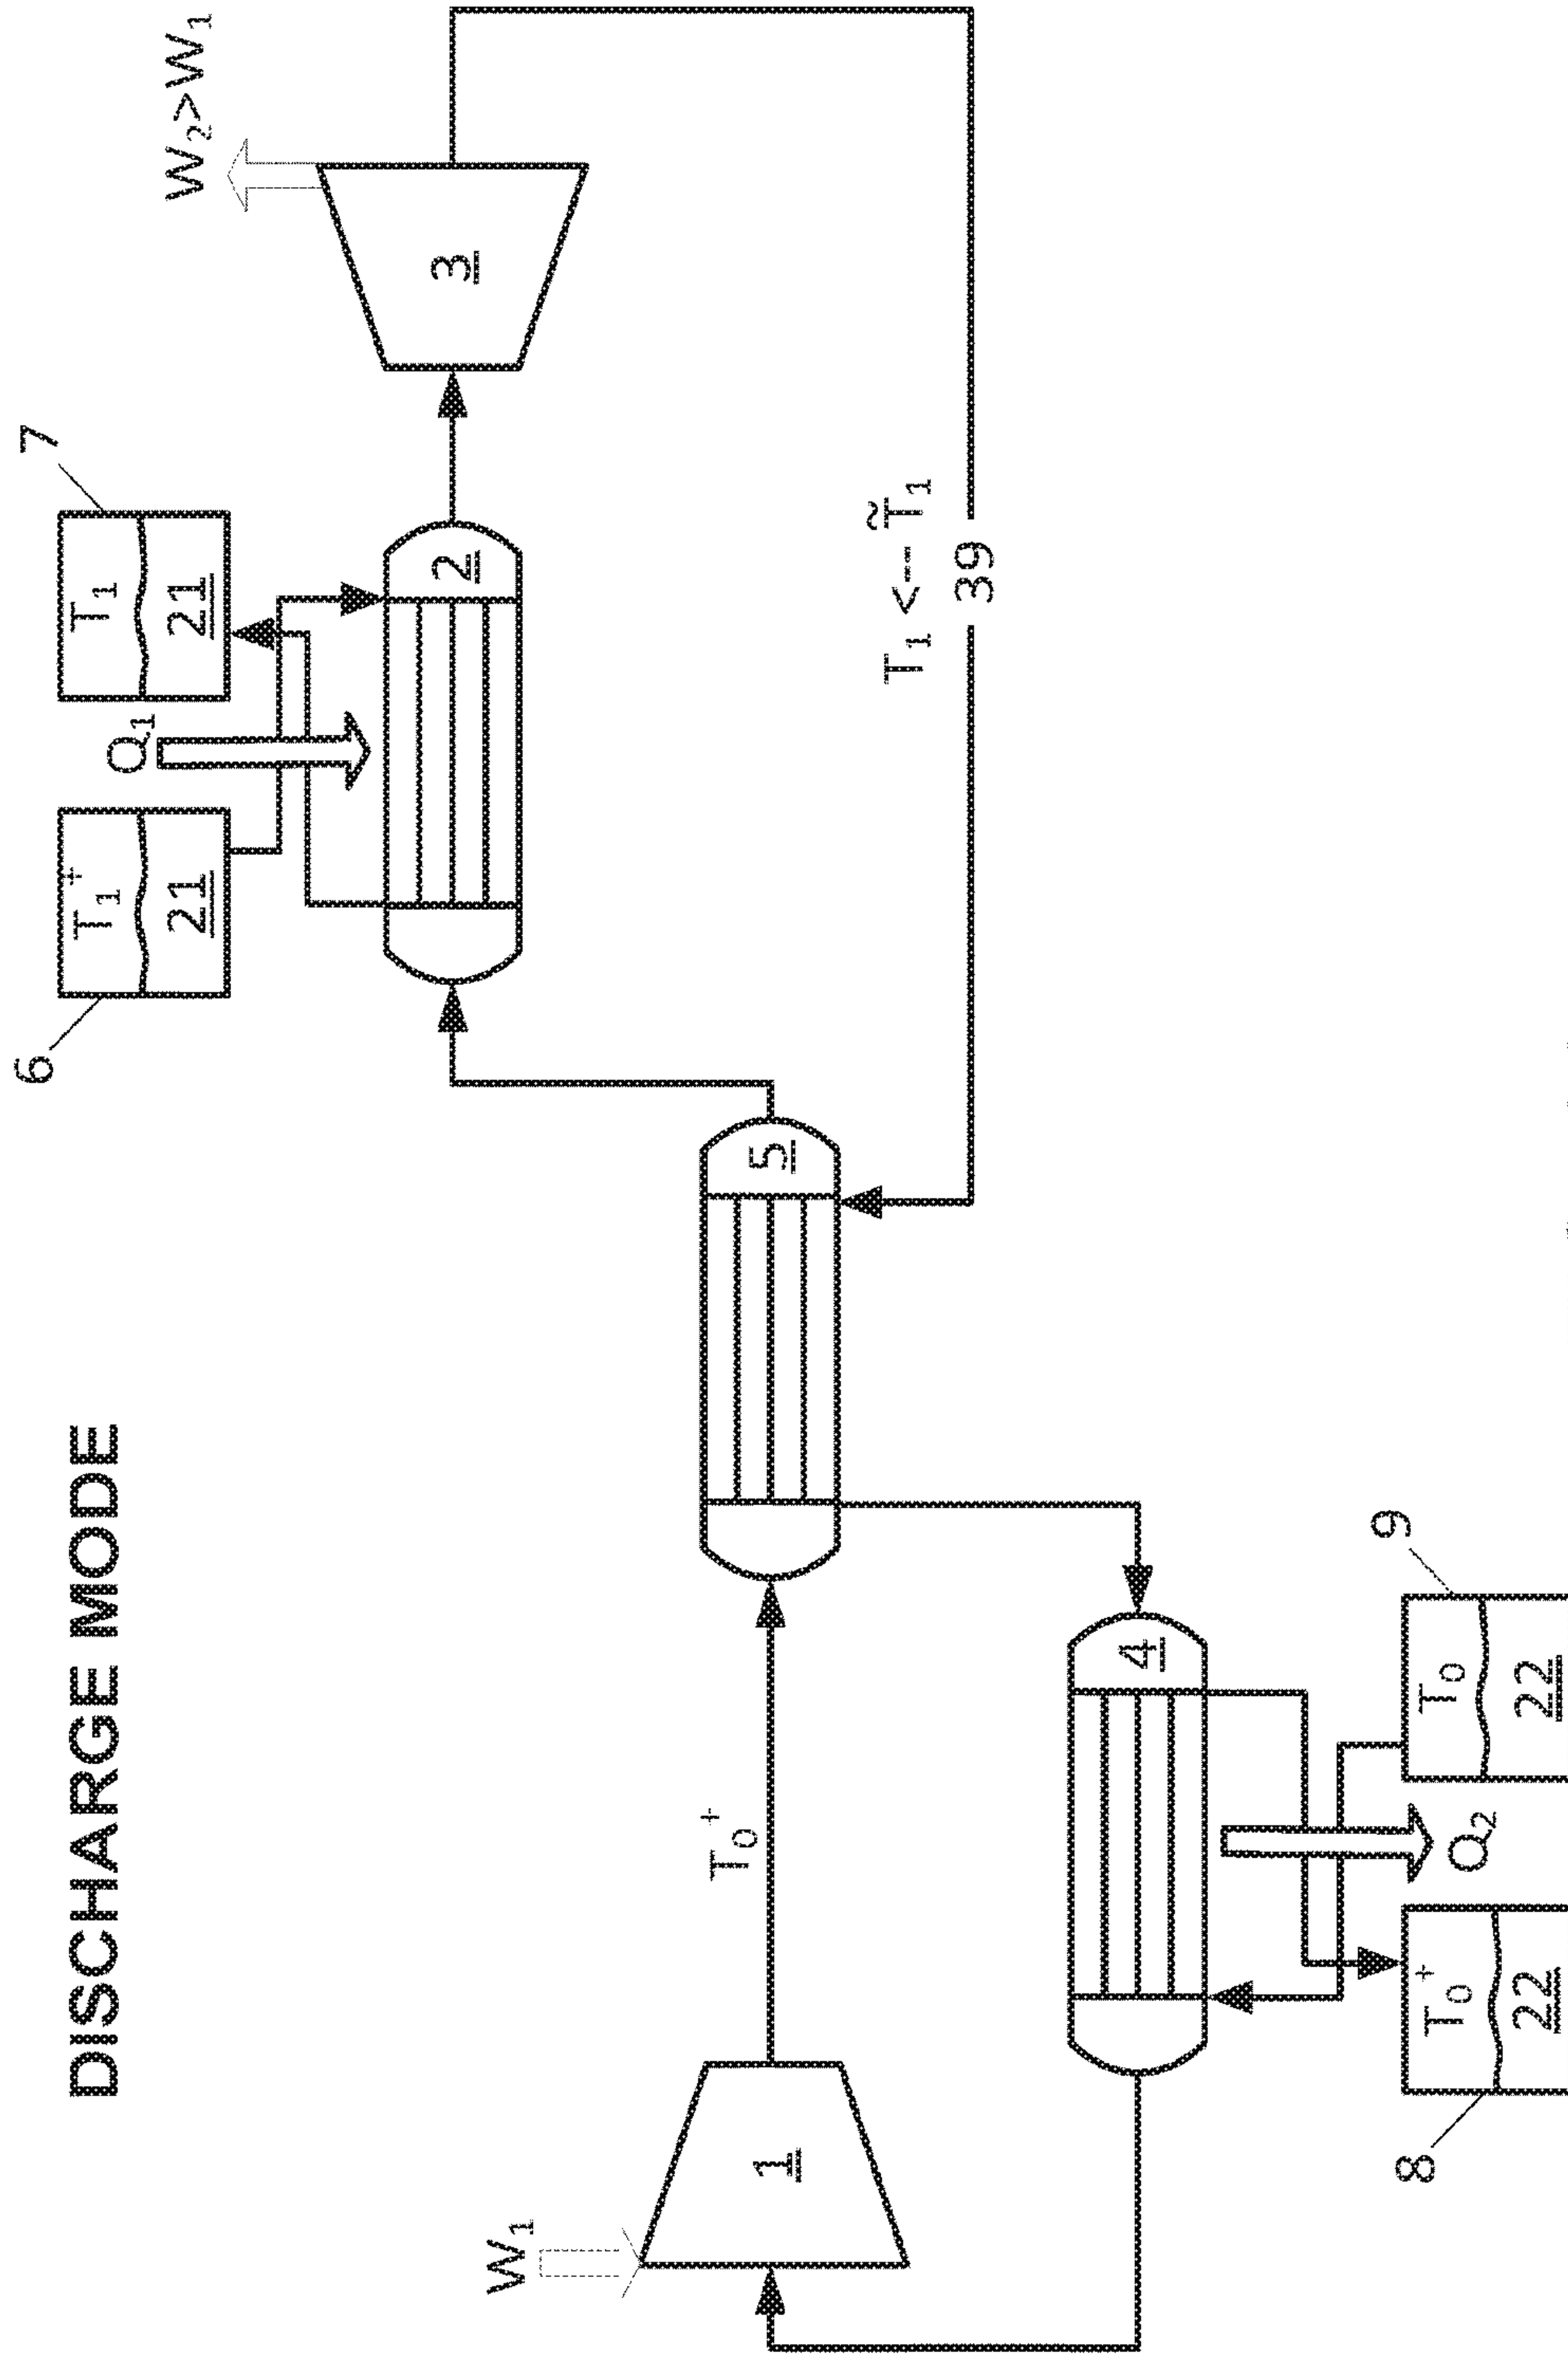 DISCHARGE MODE
6
7
T₁⁺
21
Q₁
T₁
21
W₂>W₁
2
3
W₁
1
T₀⁺
5
T₁ <-- T̃₁
39
4
8
9
T₀⁺
22
Q₂
T₀
22